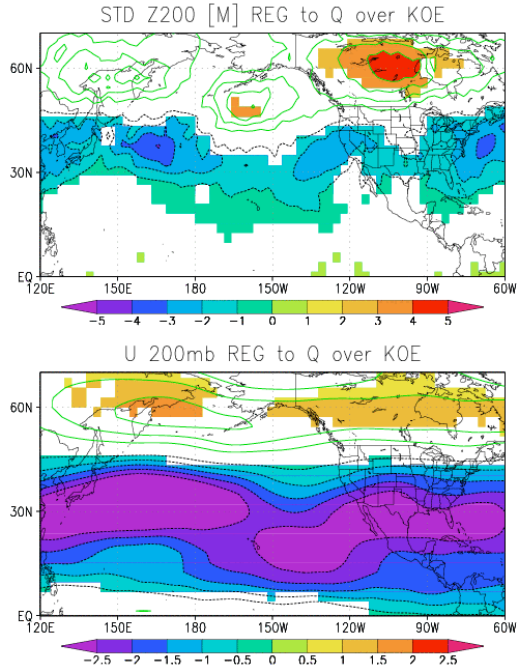 STD Z200 [M] REG to Q over KOE
60N
30N
EQ
120E 150E 180 150W 120W 90W 60W
-5 -4 -3 -2 -1 0 1 2 3 4 5
U 200mb REG to Q over KOE
60N
30N
EQ
120E 150E 180 150W 120W 90W 60W
-2.5 -2 -1.5 -1 -0.5 0 0.5 1 1.5 2 2.5